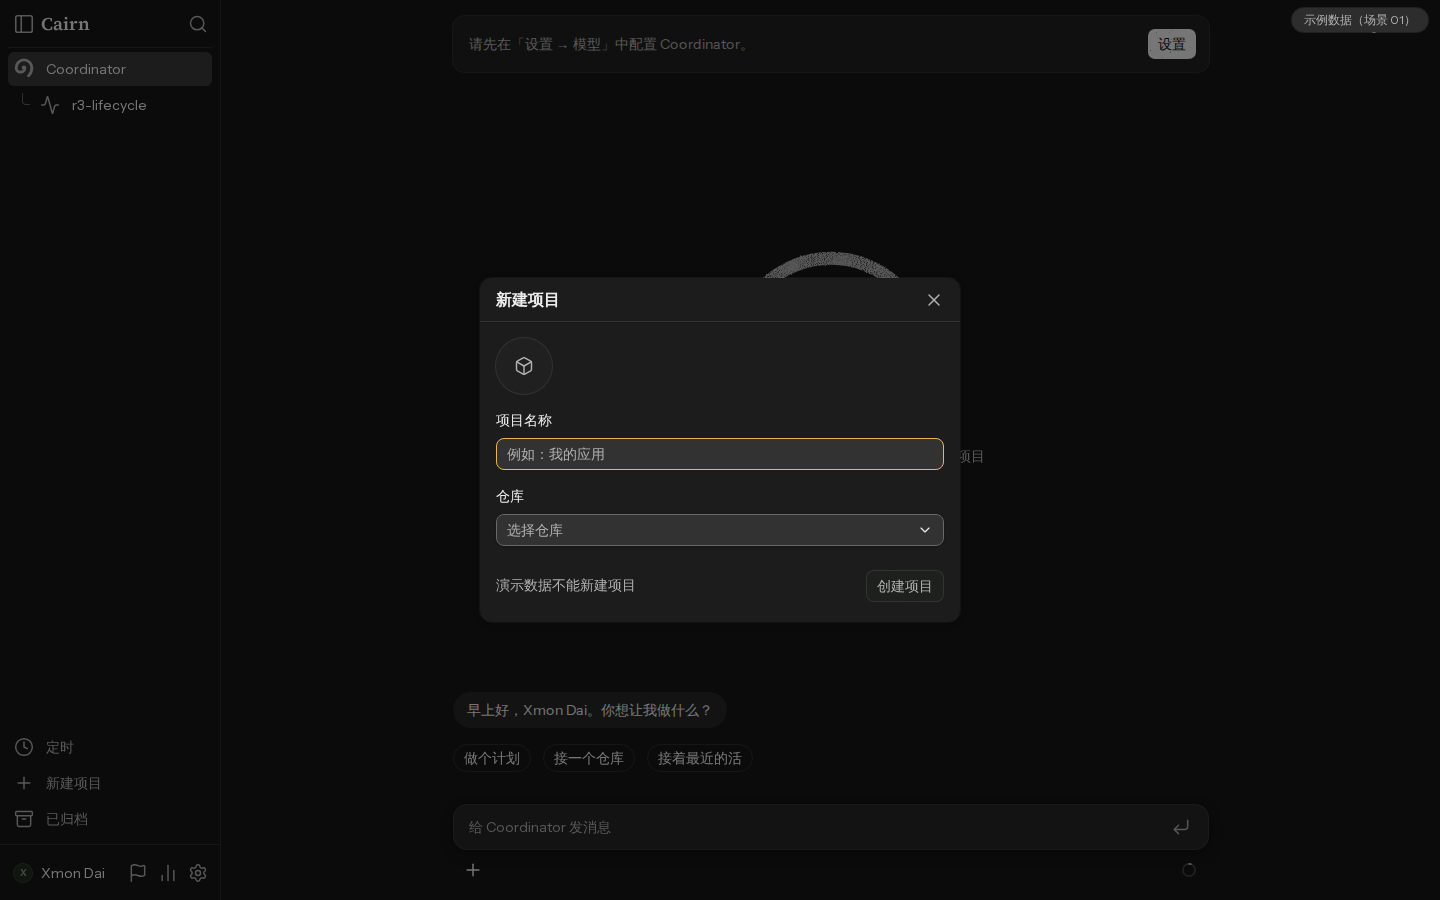 Cairn
Coordinator
r3-lifecycle
定时
新建项目
已归档
X
Xmon Dai
请先在「设置 → 模型」中配置 Coordinator。
设置
示例数据（场景 01）
新建项目
项目名称
例如：我的应用
仓库
选择仓库
演示数据不能新建项目
创建项目
项目
早上好，Xmon Dai。你想让我做什么？
做个计划
接一个仓库
接着最近的活
给 Coordinator 发消息